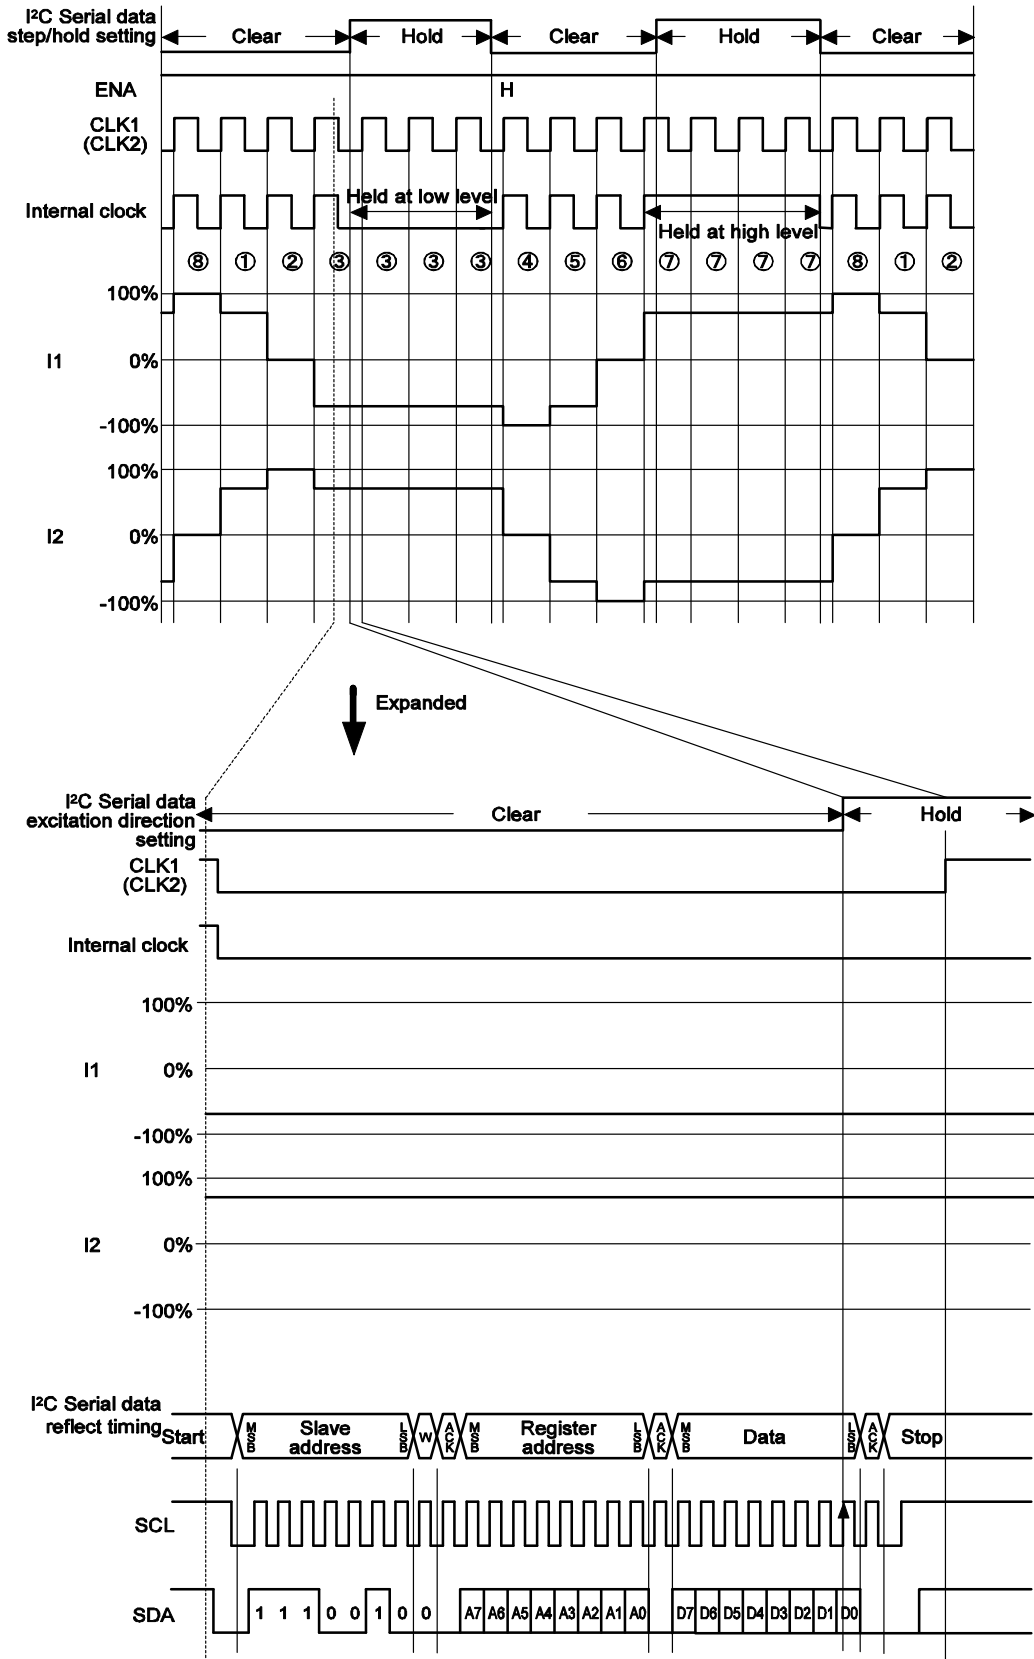 I²C Serial data
step/hold setting
Clear Hold Clear Hold Clear
ENA H
CLK1
(CLK2)
Held at low level
Internal clock
Held at high level
⑧ ① ② ③ ③ ③ ③ ④ ⑤ ⑥ ⑦ ⑦ ⑦ ⑦ ⑧ ① ②
100%
I1 0%
-100%
100%
I2 0%
-100%
Expanded
I²C Serial data
excitation direction
setting
Clear Hold
CLK1
(CLK2)
Internal clock
100%
I1 0%
-100%
100%
I2 0%
-100%
I²C Serial data
reflect timing
Start MSB Slave address LSB W ACK MSB Register address LSB ACK MSB Data LSB ACK Stop
SCL
SDA 1 1 1 0 0 1 0 0 A7 A6 A5 A4 A3 A2 A1 A0 D7 D6 D5 D4 D3 D2 D1 D0